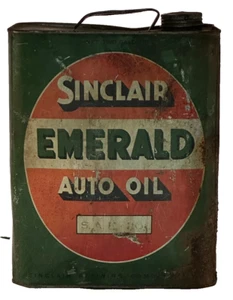 SINCLAIR
EMERALD
AUTO OIL
S.A.E.